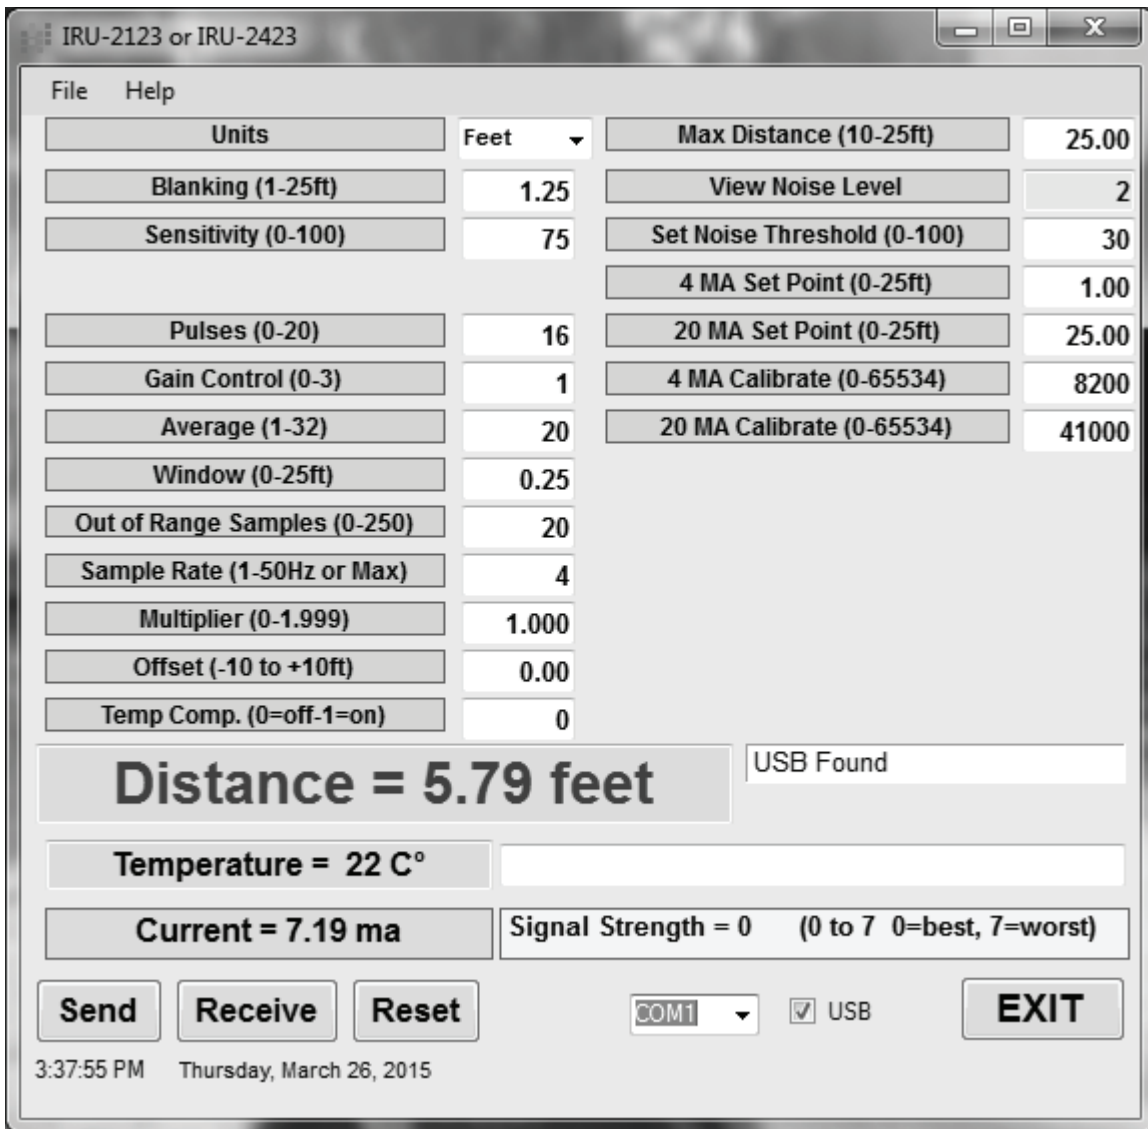 IRU-2123 or IRU-2423
File Help
Units Feet Max Distance (10-25ft) 25.00
Blanking (1-25ft) 1.25 View Noise Level 2
Sensitivity (0-100) 75 Set Noise Threshold (0-100) 30
4 MA Set Point (0-25ft) 1.00
Pulses (0-20) 16 20 MA Set Point (0-25ft) 25.00
Gain Control (0-3) 1 4 MA Calibrate (0-65534) 8200
Average (1-32) 20 20 MA Calibrate (0-65534) 41000
Window (0-25ft) 0.25
Out of Range Samples (0-250) 20
Sample Rate (1-50Hz or Max) 4
Multiplier (0-1.999) 1.000
Offset (-10 to +10ft) 0.00
Temp Comp. (0=off-1=on) 0
Distance = 5.79 feet USB Found
Temperature = 22 C°
Current = 7.19 ma Signal Strength = 0 (0 to 7 0=best, 7=worst)
Send Receive Reset COM1 USB EXIT
3:37:55 PM Thursday, March 26, 2015